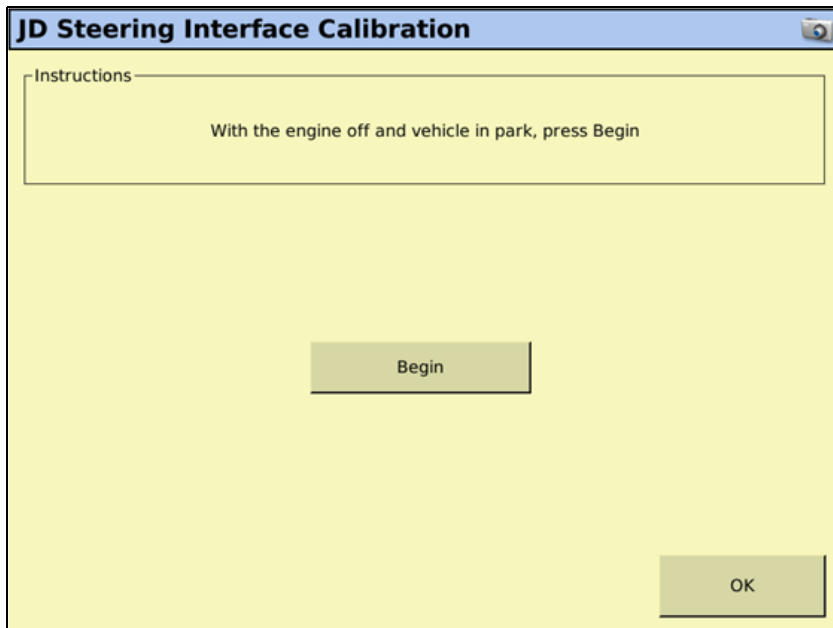 JD Steering Interface Calibration
Instructions
With the engine off and vehicle in park, press Begin
Begin
OK